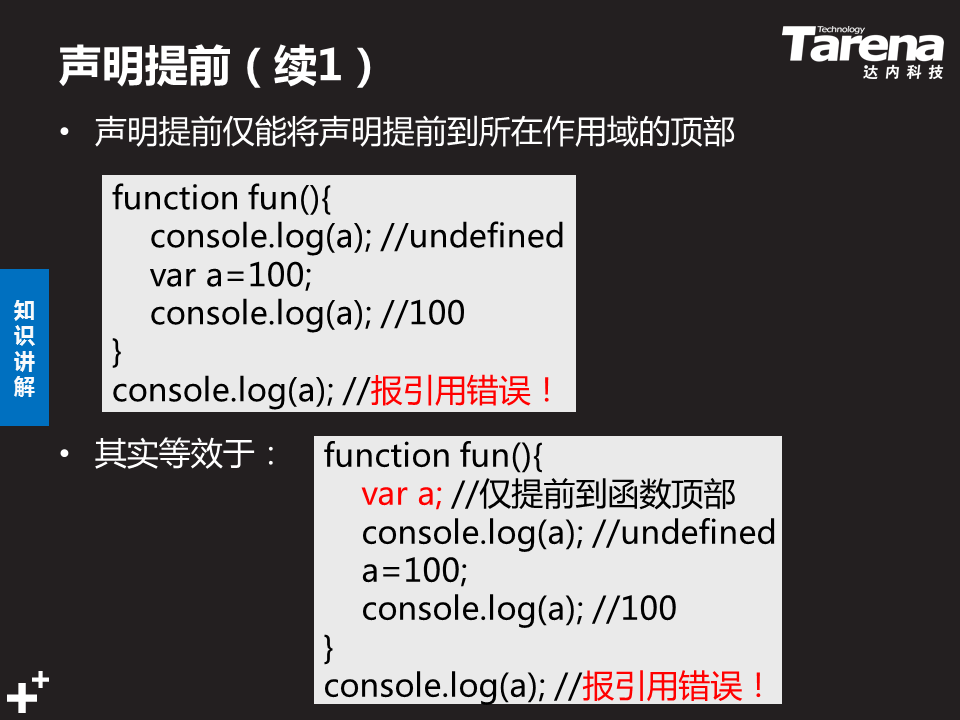 声明提前（续1）
Technology
Tarena
达内科技
• 声明提前仅能将声明提前到所在作用域的顶部
function fun(){
console.log(a); //undefined
var a=100;
console.log(a); //100
}
console.log(a); //报引用错误！
知识讲解
• 其实等效于：
function fun(){
var a; //仅提前到函数顶部
console.log(a); //undefined
a=100;
console.log(a); //100
}
console.log(a); //报引用错误！